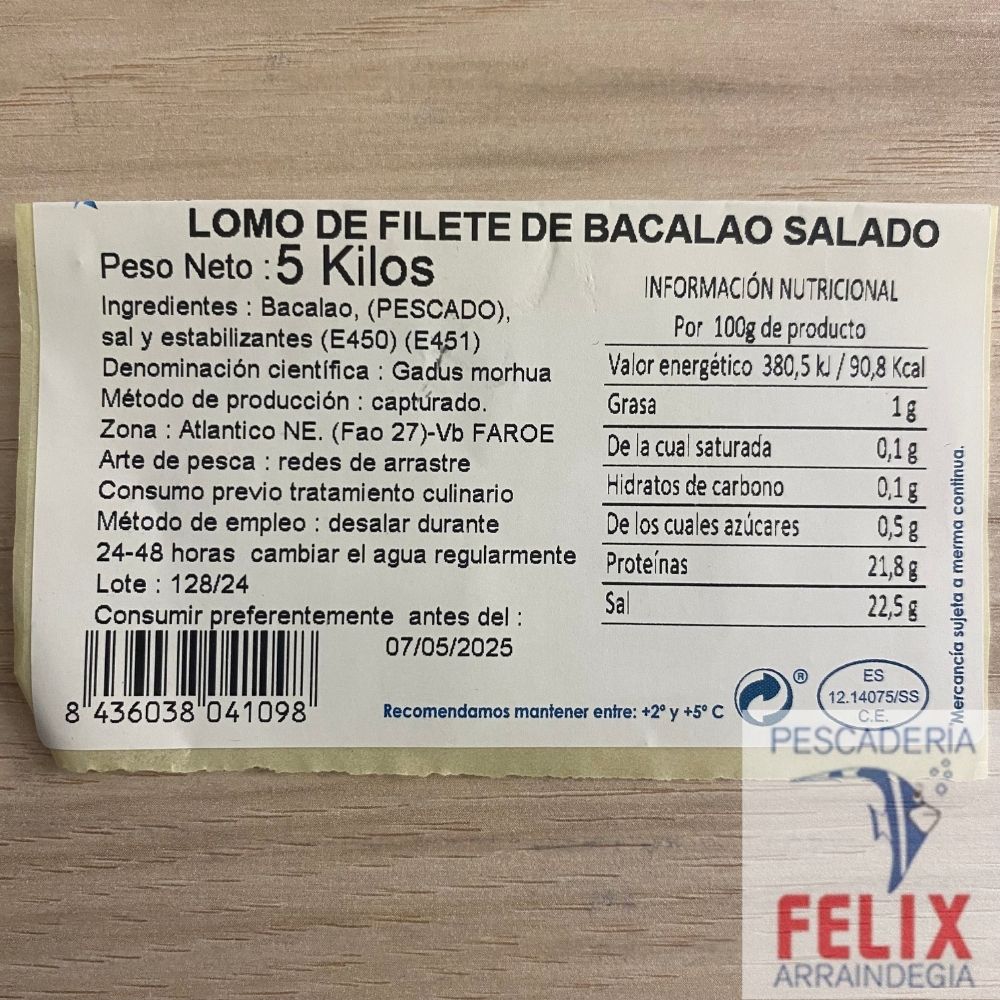 LOMO DE FILETE DE BACALAO SALADO
Peso Neto : 5 Kilos
Ingredientes : Bacalao, (PESCADO),
sal y estabilizantes (E450) (E451)
Denominación científica : Gadus morhua
Método de producción : capturado.
Zona : Atlantico NE. (Fao 27)-Vb FAROE
Arte de pesca : redes de arrastre
Consumo previo tratamiento culinario
Método de empleo : desalar durante
24-48 horas cambiar el agua regularmente
Lote : 128/24
Consumir preferentemente antes del :
07/05/2025
8 436038 041098
INFORMACIÓN NUTRICIONAL
Por 100g de producto
Valor energético 380,5 kJ / 90,8 Kcal
Grasa 1 g
De la cual saturada 0,1 g
Hidratos de carbono 0,1 g
De los cuales azúcares 0,5 g
Proteínas 21,8 g
Sal 22,5 g
Recomendamos mantener entre: +2º y +5º C
®
ES
12.14075/SS
C.E.
Mercancía sujeta a merma continua.
PESCADERÍA
FELIX
ARRAINDEGIA